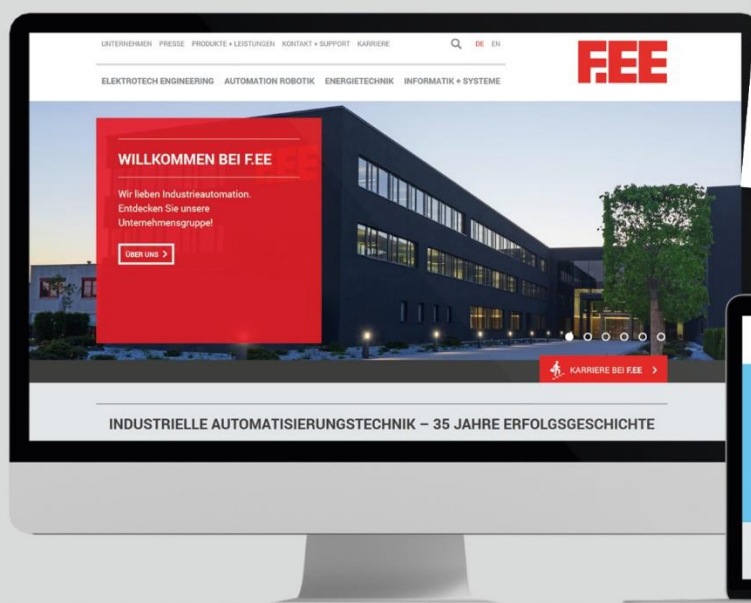 UNTERNEHMEN PRESSE PRODUKTE + LEISTUNGEN KONTAKT + SUPPORT KARRIERE DE EN
F.EE
ELEKTROTECH ENGINEERING AUTOMATION ROBOTIK ENERGIETECHNIK INFORMATIK + SYSTEME
WILLKOMMEN BEI F.EE
Wir lieben Industrieautomation.
Entdecken Sie unsere
Unternehmensgruppe!
ÜBER UNS >
KARRIERE BEI F.EE >
INDUSTRIELLE AUTOMATISIERUNGSTECHNIK – 35 JAHRE ERFOLGSGESCHICHTE